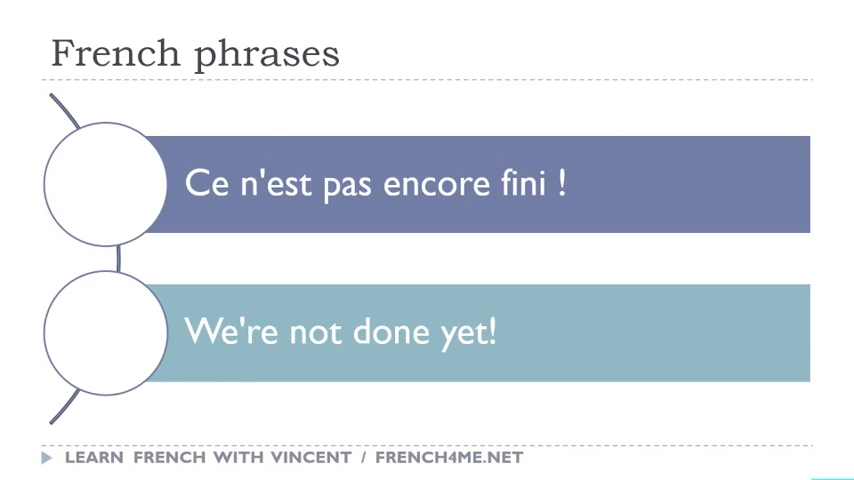 French phrases
Ce n'est pas encore fini !
We're not done yet!
LEARN FRENCH WITH VINCENT / FRENCH4ME.NET